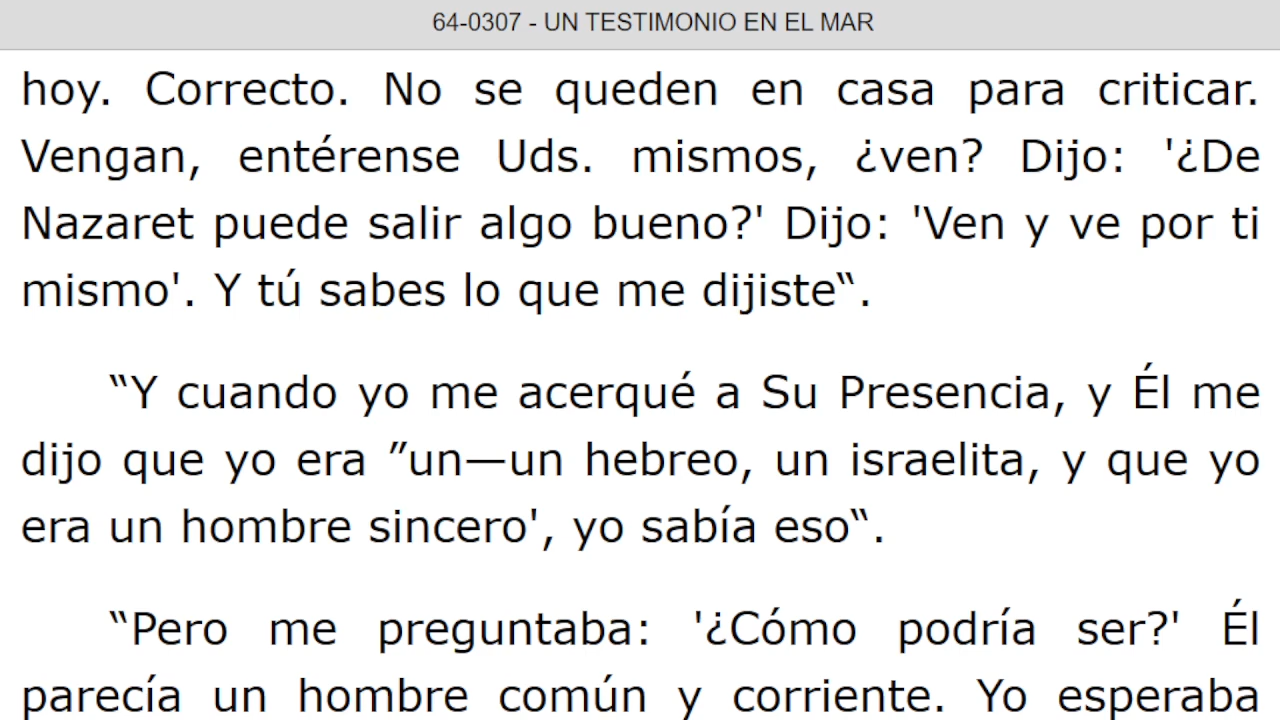 64-0307 - UN TESTIMONIO EN EL MAR
hoy. Correcto. No se queden en casa para criticar.
Vengan, entérense Uds. mismos, ¿ven? Dijo: '¿De
Nazaret puede salir algo bueno?' Dijo: 'Ven y ve por ti
mismo'. Y tú sabes lo que me dijiste“.
“Y cuando yo me acerqué a Su Presencia, y Él me
dijo que yo era ”un—un hebreo, un israelita, y que yo
era un hombre sincero', yo sabía eso“.
“Pero me preguntaba: '¿Cómo podría ser?' Él
parecía un hombre común y corriente. Yo esperaba